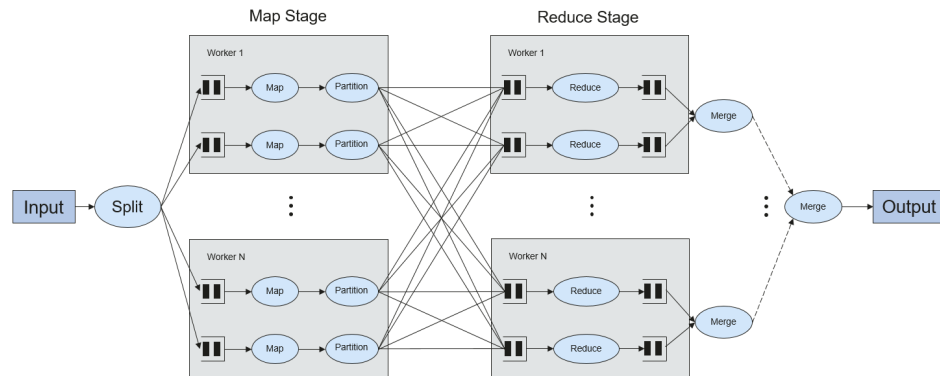 Map Stage
Reduce Stage
Worker 1
Map
Partition
Map
Partition
Worker 1
Reduce
Reduce
Merge
Input
Split
Merge
Output
Worker N
Map
Partition
Map
Partition
Worker N
Reduce
Reduce
Merge